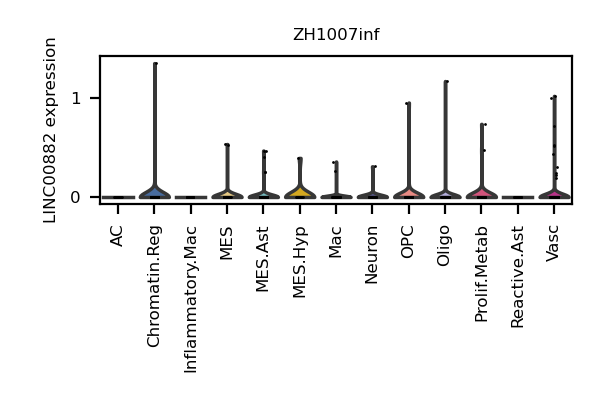 ZH1007inf
LINC00882 expression
1
0
AC
Chromatin.Reg
Inflammatory.Mac
MES
MES.Ast
MES.Hyp
Mac
Neuron
OPC
Oligo
Prolif.Metab
Reactive.Ast
Vasc